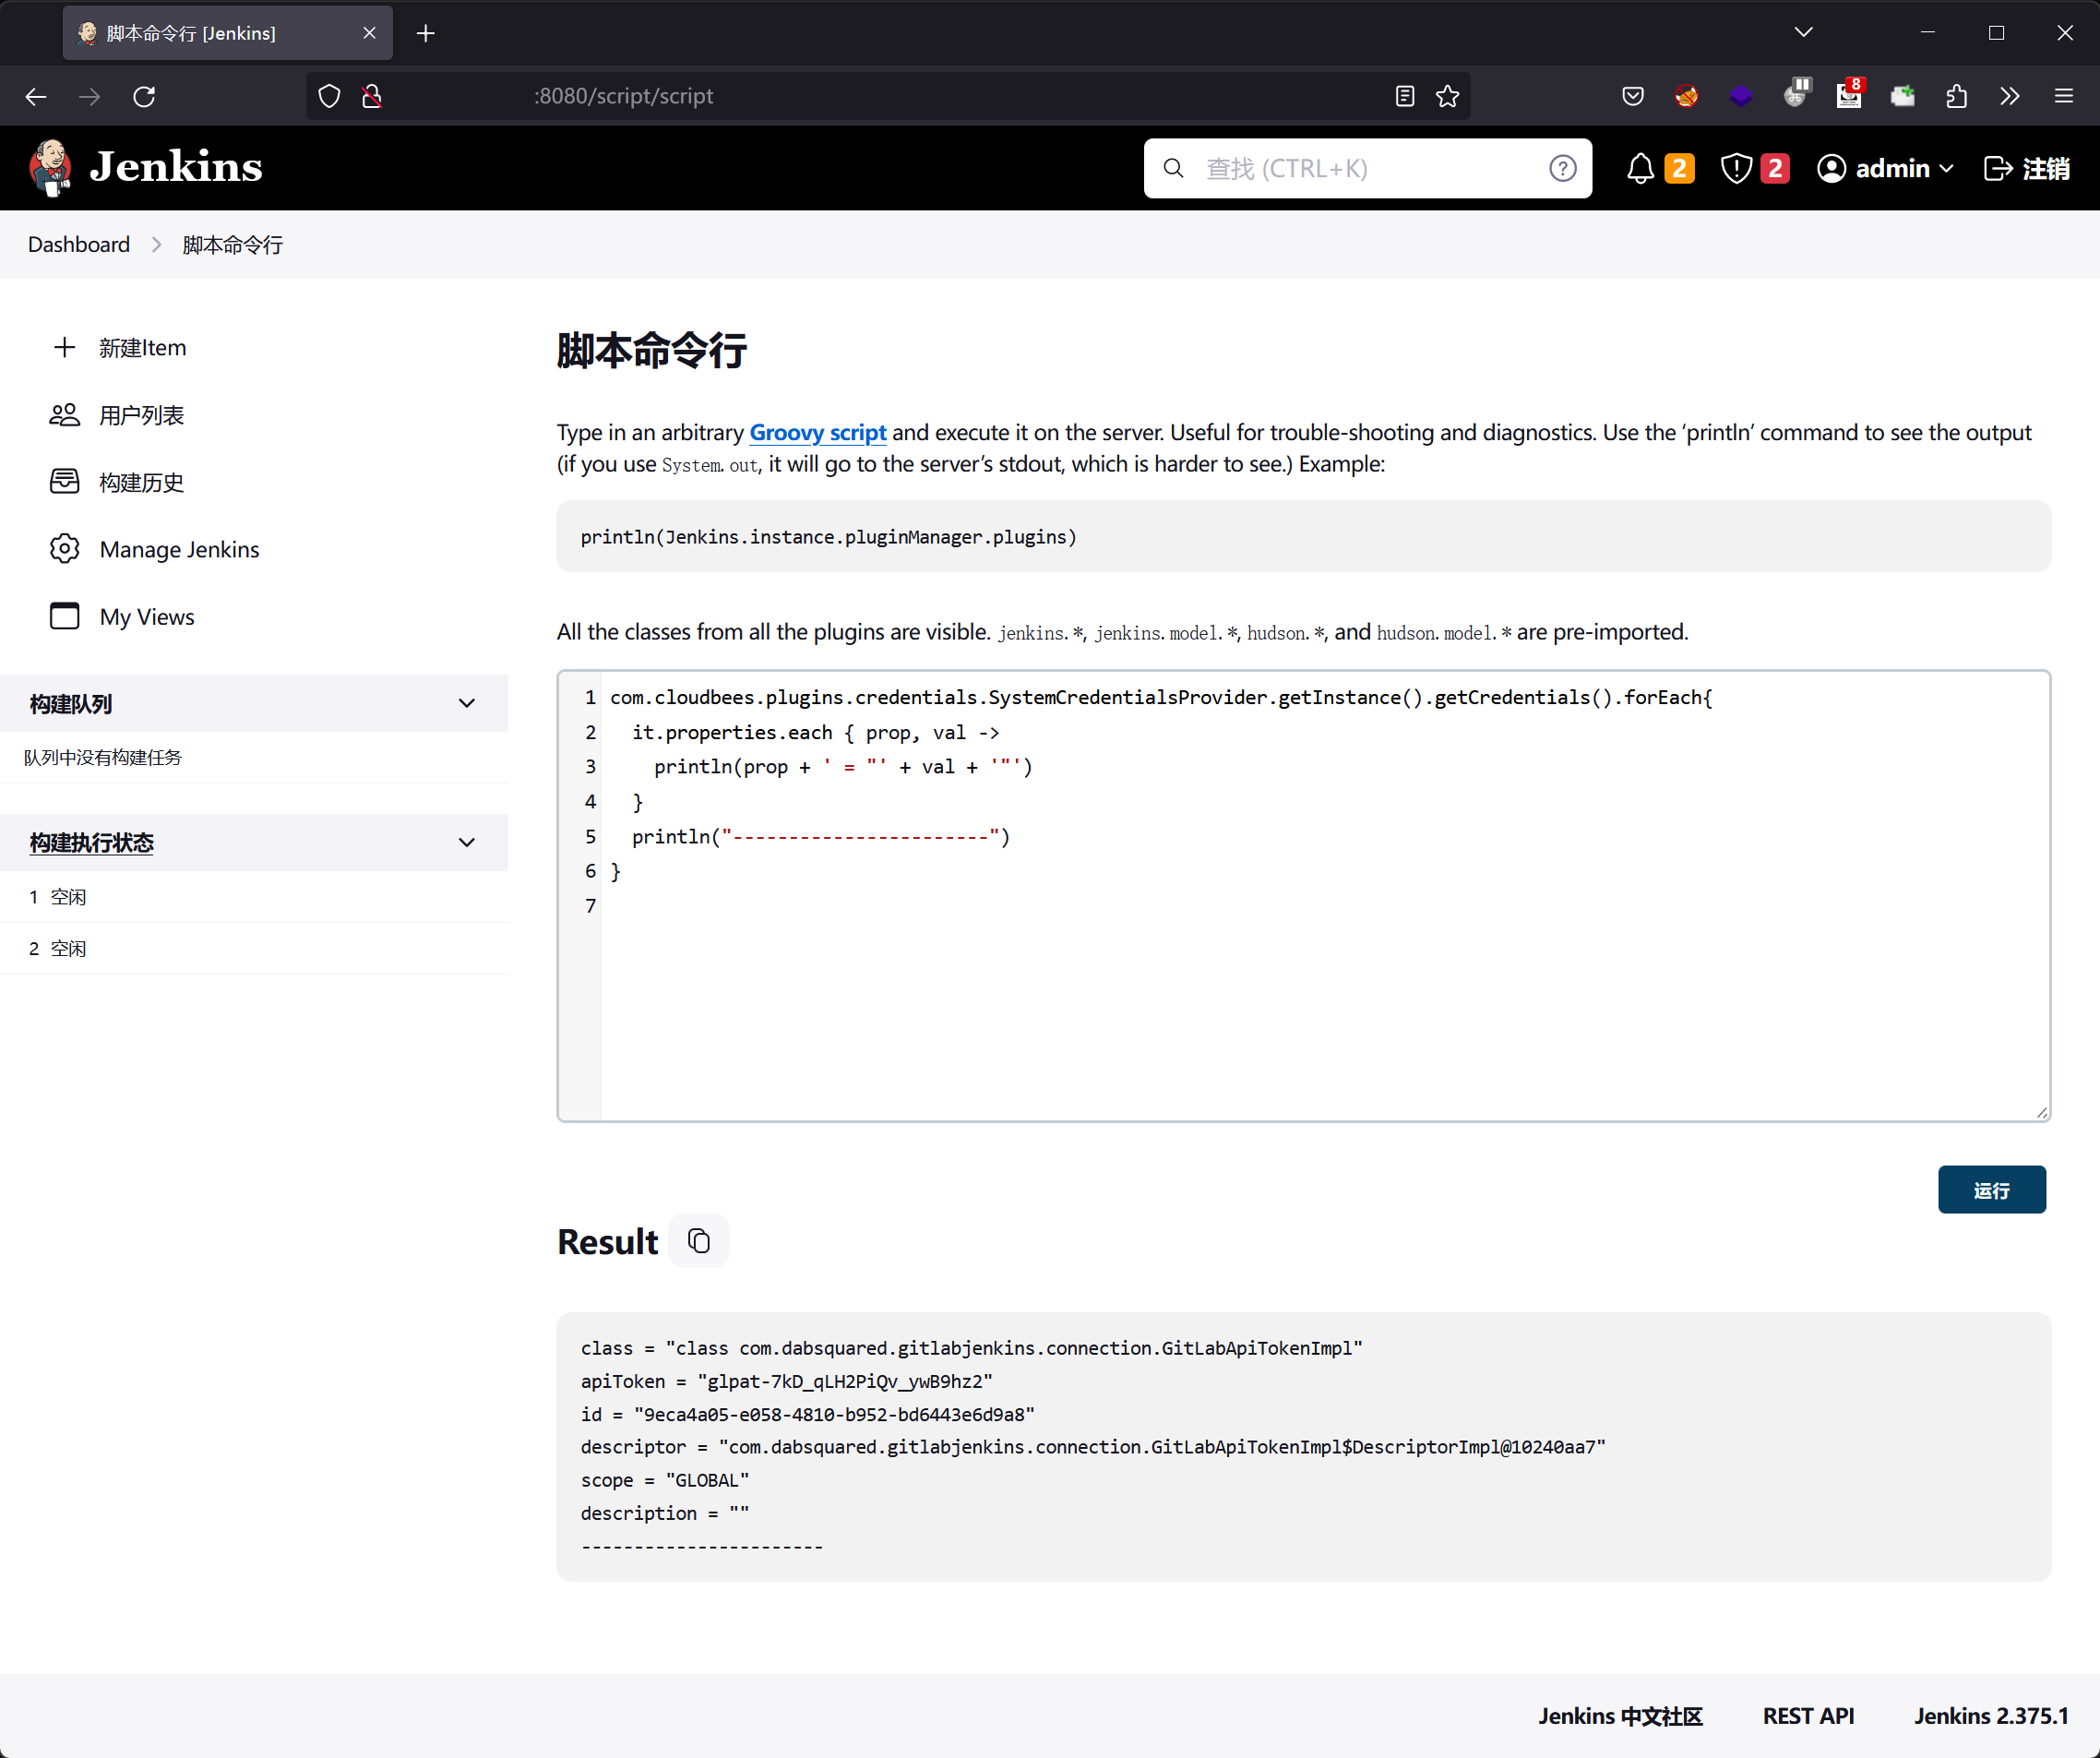 脚本命令行 [Jenkins]
:8080/script/script
8
Jenkins
查找 (CTRL+K)
2
2
admin
注销
Dashboard
脚本命令行
新建Item
用户列表
构建历史
Manage Jenkins
My Views
构建队列
队列中没有构建任务
构建执行状态
1 空闲
2 空闲
脚本命令行
Type in an arbitrary Groovy script and execute it on the server. Useful for trouble-shooting and diagnostics. Use the ‘println’ command to see the output
(if you use System.out, it will go to the server’s stdout, which is harder to see.) Example:
println(Jenkins.instance.pluginManager.plugins)
All the classes from all the plugins are visible. jenkins.*, jenkins.model.*, hudson.*, and hudson.model.* are pre-imported.
1 com.cloudbees.plugins.credentials.SystemCredentialsProvider.getInstance().getCredentials().forEach{
2   it.properties.each { prop, val ->
3     println(prop + ' = "' + val + '"')
4   }
5   println("-----------------------")
6 }
7
运行
Result
class = "class com.dabsquared.gitlabjenkins.connection.GitLabApiTokenImpl"
apiToken = "glpat-7kD_qLH2PiQv_ywB9hz2"
id = "9eca4a05-e058-4810-b952-bd6443e6d9a8"
descriptor = "com.dabsquared.gitlabjenkins.connection.GitLabApiTokenImpl$DescriptorImpl@10240aa7"
scope = "GLOBAL"
description = ""
-----------------------
Jenkins 中文社区
REST API
Jenkins 2.375.1